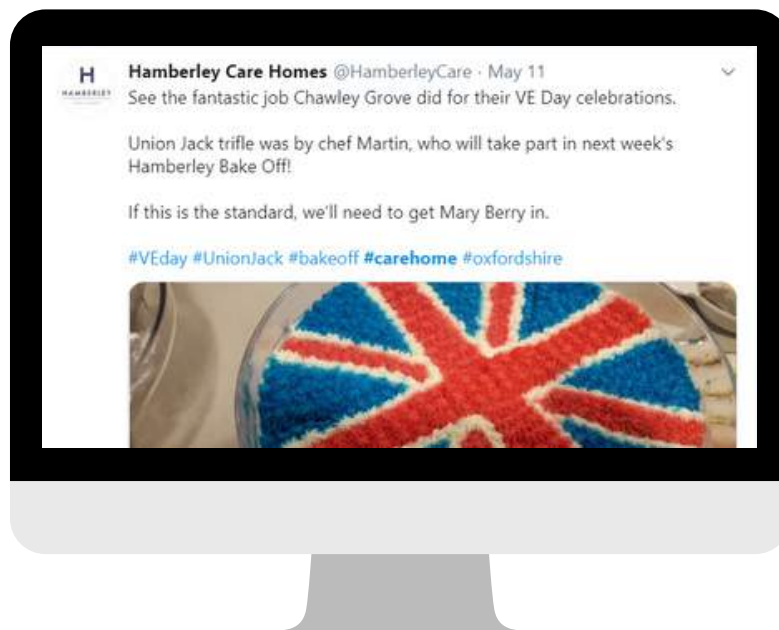 H
HAMBERLEY
Hamberley Care Homes @HamberleyCare · May 11
See the fantastic job Chawley Grove did for their VE Day celebrations.
Union Jack trifle was by chef Martin, who will take part in next week's
Hamberley Bake Off!
If this is the standard, we'll need to get Mary Berry in.
#VEday #UnionJack #bakeoff #carehome #oxfordshire